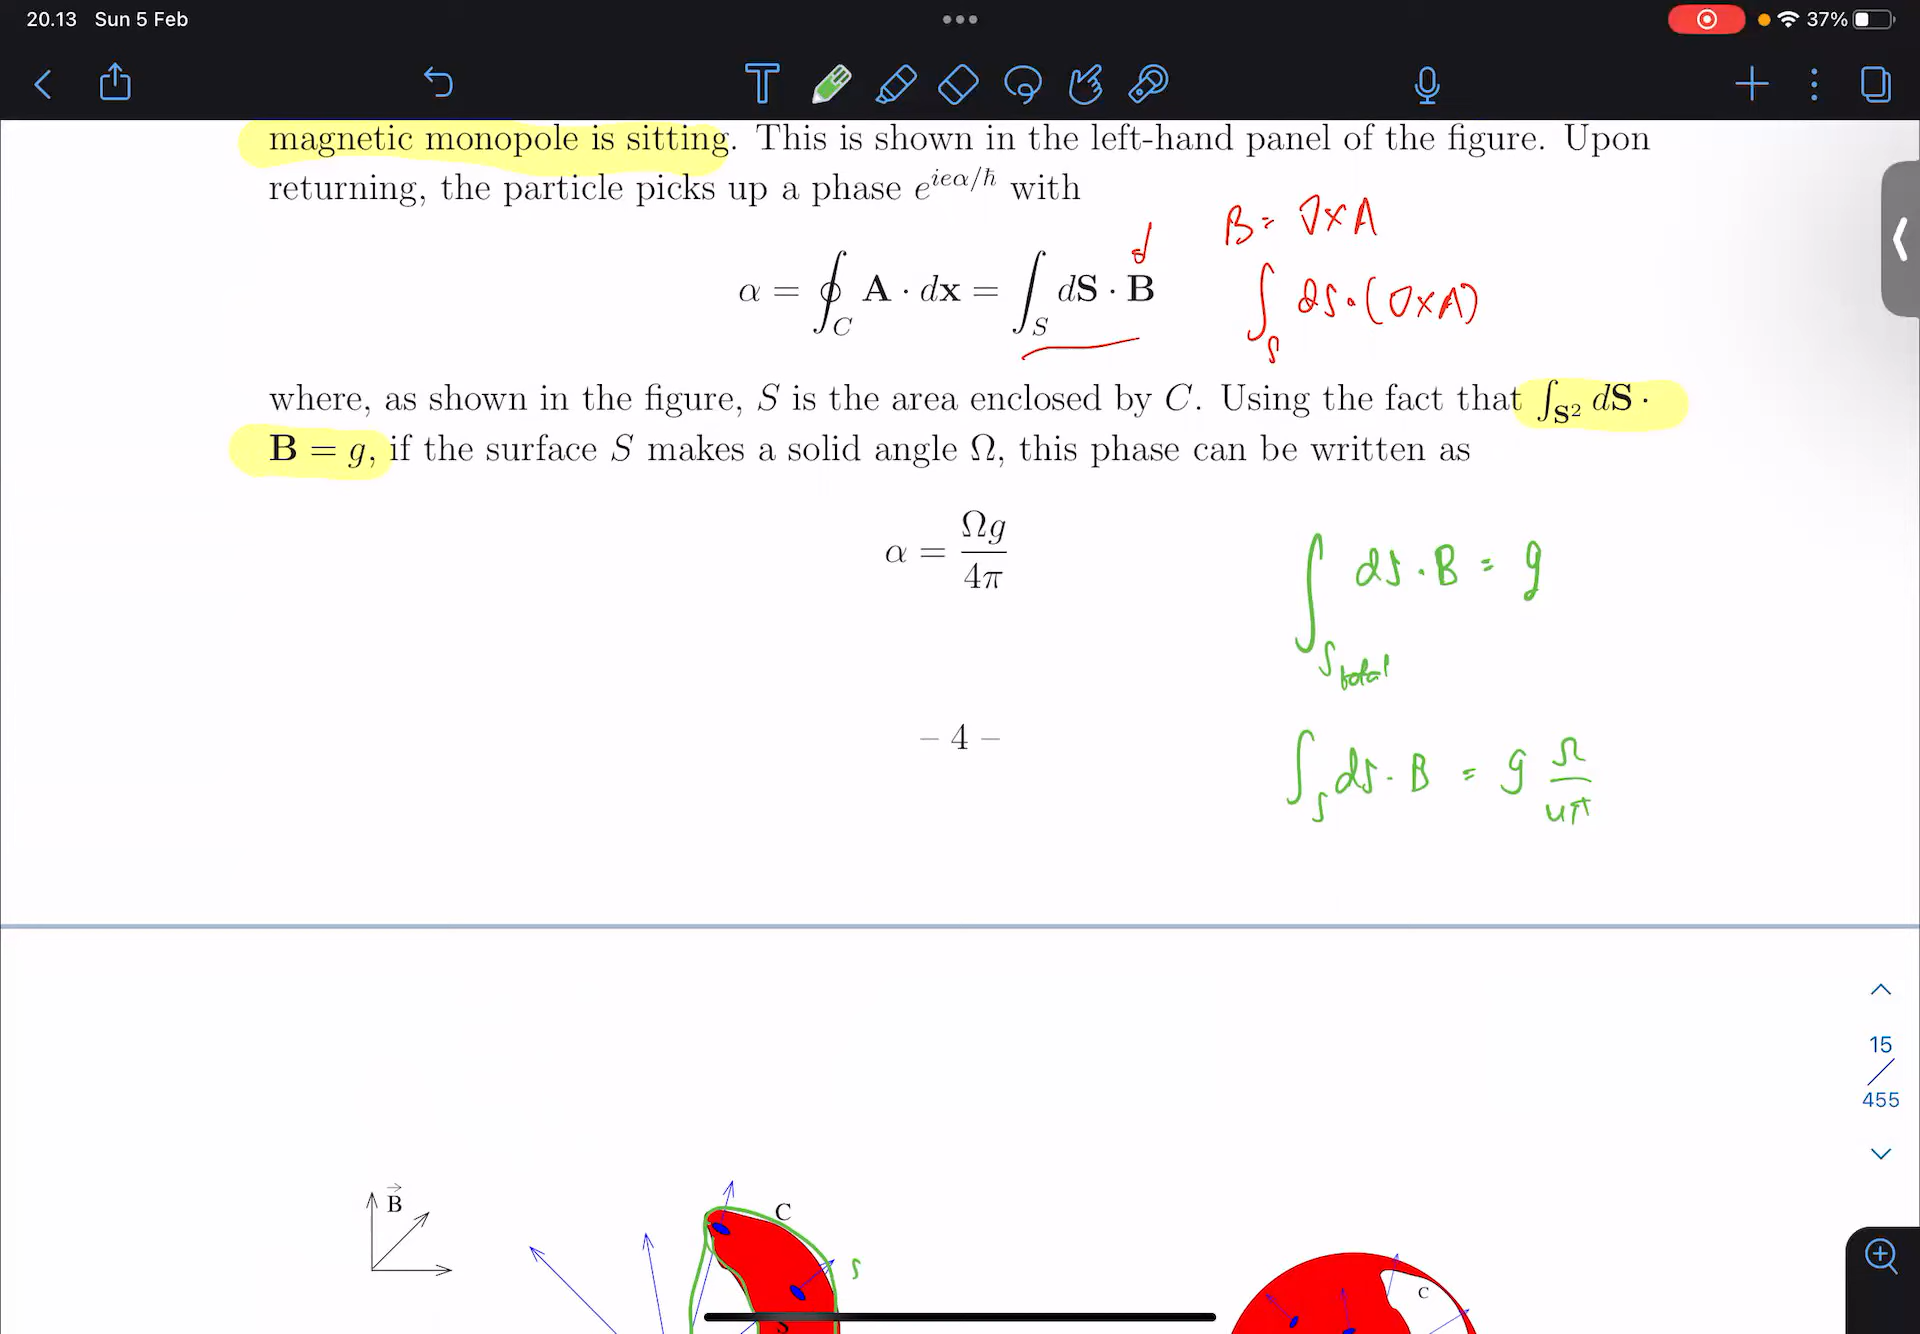 20.13 Sun 5 Feb
37%
magnetic monopole is sitting. This is shown in the left-hand panel of the figure. Upon
returning, the particle picks up a phase e^{ieα/ħ} with
B = ∇×A
α = ∮_C A · dx = ∫_S dS · B
∫_S dS·(∇×A)
where, as shown in the figure, S is the area enclosed by C. Using the fact that ∫_{S²} dS ·
B = g, if the surface S makes a solid angle Ω, this phase can be written as
α = Ωg/4π
∫_{S total} dS · B = g
– 4 –
∫_S dS · B = g Ω/4π
15
/
455
B⃗
C
S
S
C